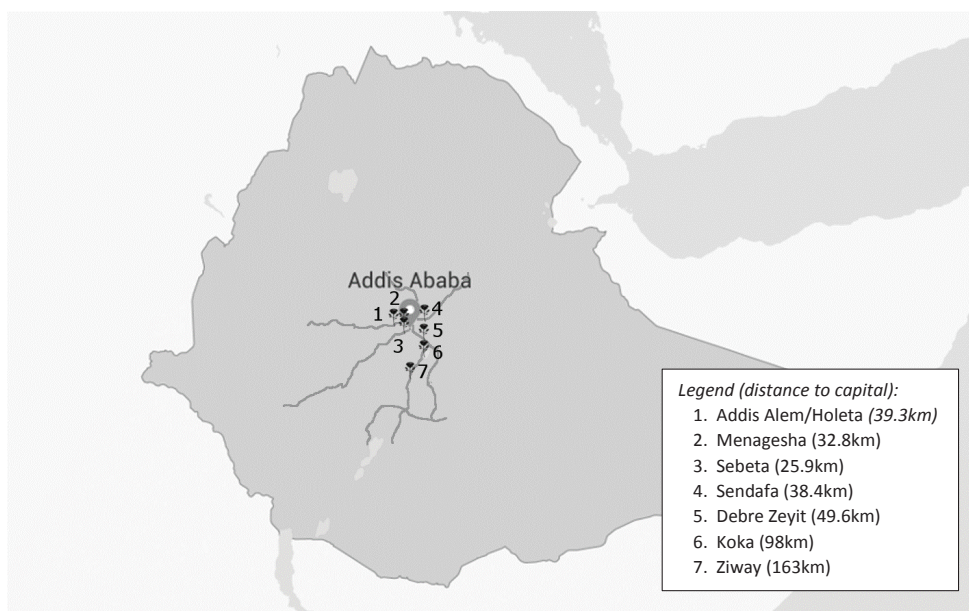 Addis Ababa
2
1
4
5
3
6
7
Legend (distance to capital):
1. Addis Alem/Holeta (39.3km)
2. Menagesha (32.8km)
3. Sebeta (25.9km)
4. Sendafa (38.4km)
5. Debre Zeyit (49.6km)
6. Koka (98km)
7. Ziway (163km)